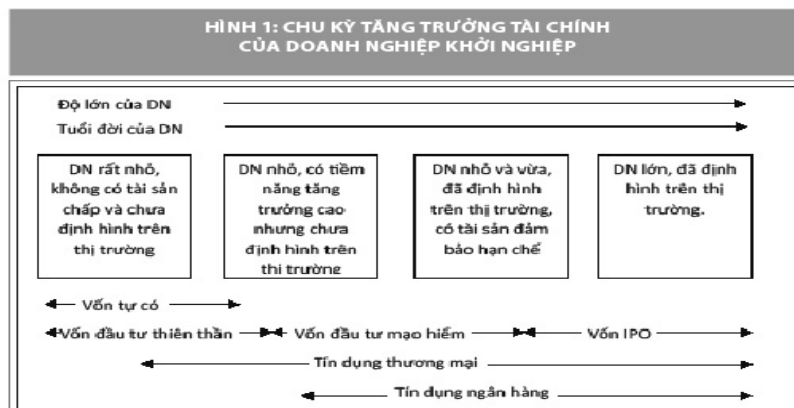 HÌNH 1: CHU KỲ TĂNG TRƯỞNG TÀI CHÍNH
CỦA DOANH NGHIỆP KHỞI NGHIỆP
Độ lớn của DN
Tuổi đời của DN
DN rất nhỏ,
không có tài sản
chấp và chưa
định hình trên
thị trường
DN nhỏ, có tiềm
năng tăng
trưởng cao
nhưng chưa
định hình trên
thi trường
DN nhỏ và vừa,
đã định hình
trên thị trường,
có tài sản đảm
bảo hạn chế
DN lớn, đã định
hình trên thị
trường.
Vốn tự có
Vốn đầu tư thiên thần
Vốn đầu tư mạo hiểm
Vốn IPO
Tín dụng thương mại
Tín dụng ngân hàng